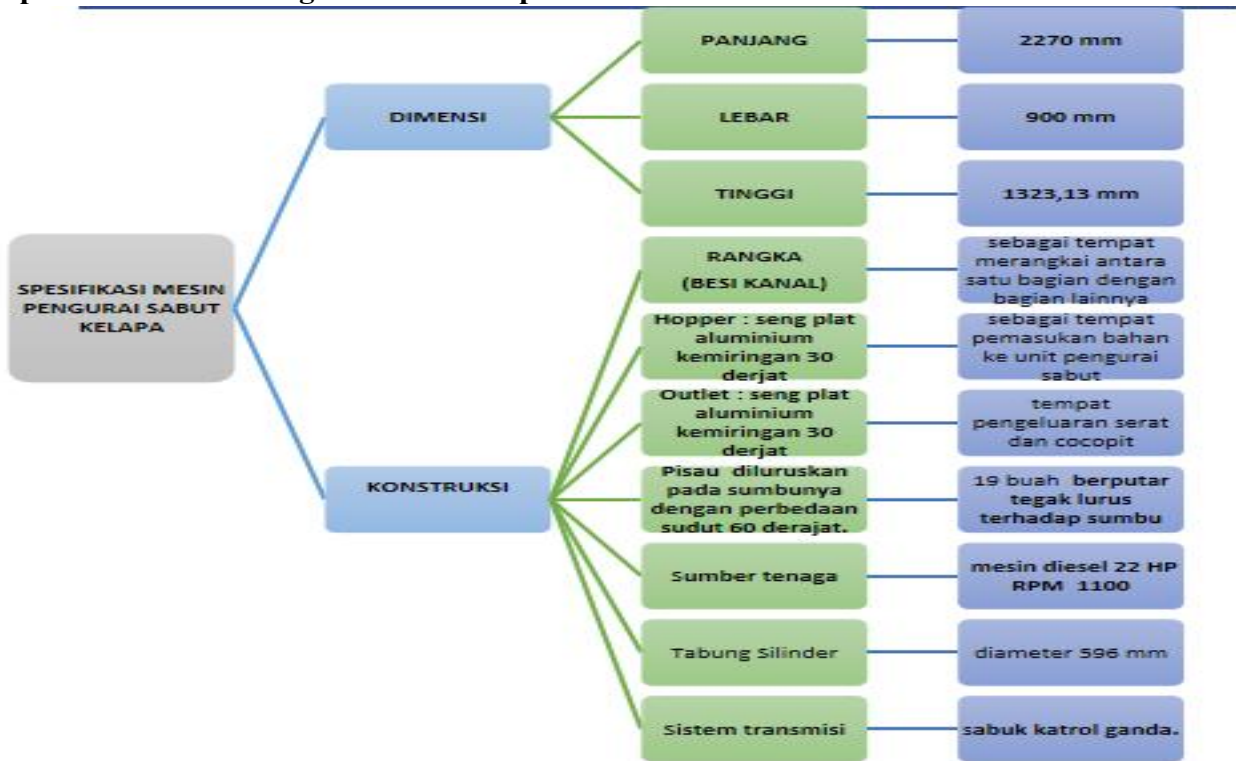 SPESIFIKASI MESIN
PENGURAI SABUT
KELAPA
DIMENSI
PANJANG
2270 mm
LEBAR
900 mm
TINGGI
1323,13 mm
KONSTRUKSI
RANGKA
(BESI KANAL)
sebagai tempat
merangkai antara
satu bagian dengan
bagian lainnya
Hopper : seng plat
aluminium
kemiringan 30
derjat
sebagai tempat
pemasukan bahan
ke unit pengurai
sabut
Outlet : seng plat
aluminium
kemiringan 30
derjat
tempat
pengeluaran serat
dan cocopit
Pisau diluruskan
pada sumbunya
dengan perbedaan
sudut 60 derajat.
19 buah berputar
tegak lurus
terhadap sumbu
Sumber tenaga
mesin diesel 22 HP
RPM 1100
Tabung Silinder
diameter 596 mm
Sistem transmisi
sabuk katrol ganda.